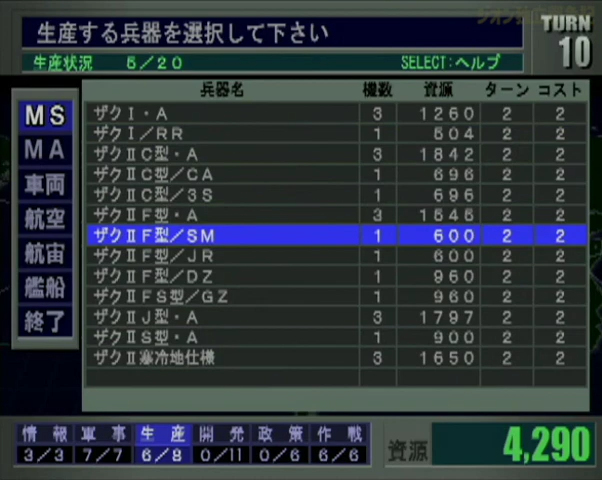 生産する兵器を選択して下さい
TURN 10
生産状況 5/20 SELECT:ヘルプ
兵器名 機数 資源 ターン コスト
MS
MA
車両
航空
航宙
艦船
終了
ザクⅠ・A 3 1260 2 2
ザクⅠ/RR 1 504 2 2
ザクⅡC型・A 3 1842 2 2
ザクⅡC型/CA 1 696 2 2
ザクⅡC型/3S 1 696 2 2
ザクⅡF型・A 3 1646 2 2
ザクⅡF型/SM 1 600 2 2
ザクⅡF型/JR 1 600 2 2
ザクⅡF型/DZ 1 960 2 2
ザクⅡFS型/GZ 1 960 2 2
ザクⅡJ型・A 3 1797 2 2
ザクⅡS型・A 1 900 2 2
ザクⅡ寒冷地仕様 3 1650 2 2
情報 軍事 生産 開発 政策 作戦
3/3 7/7 6/8 0/11 0/6 6/6
資源 4,290